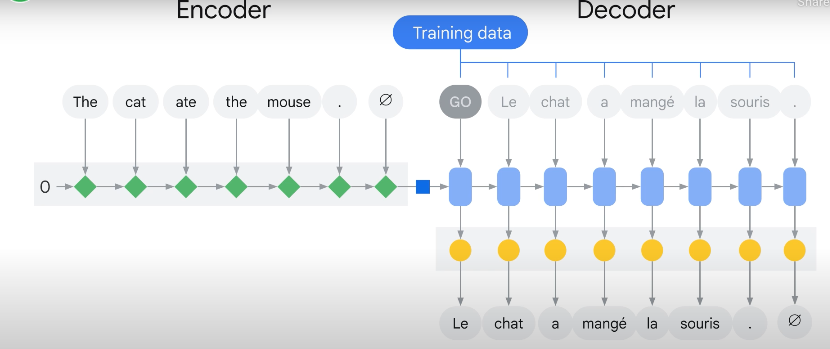 Share
Encoder
Decoder
Training data
The cat ate the mouse . ∅
GO Le chat a mangé la souris .
0
Le chat a mangé la souris . ∅